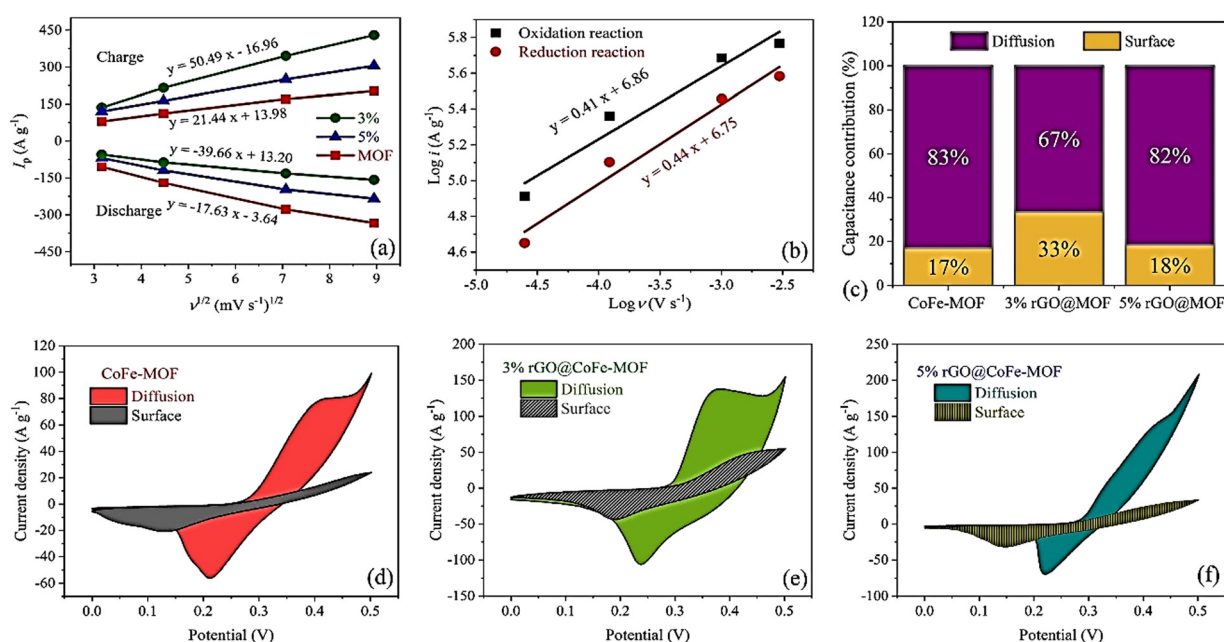 450
300
150
0
-150
-300
-450
Ip (A g-1)
Charge
y = 50.49 x - 16.96
y = 21.44 x + 13.98
3%
5%
MOF
y = -39.66 x + 13.20
y = -17.63 x - 3.64
Discharge
(a)
3 4 5 6 7 8 9
ν1/2 (mV s-1)1/2
5.8
5.6
5.4
5.2
5.0
4.8
4.6
Log i (A g-1)
Oxidation reaction
Reduction reaction
y = 0.41 x + 6.86
y = 0.44 x + 6.75
(b)
-5.0 -4.5 -4.0 -3.5 -3.0 -2.5
Log ν (V s-1)
Diffusion Surface
100
80
60
40
20
0
Capacitance contribution (%)
83% 67% 82%
17% 33% 18%
(c)
CoFe-MOF 3% rGO@MOF 5% rGO@MOF
120
100
80
60
40
20
0
-20
-40
-60
Current density (A g-1)
CoFe-MOF
Diffusion
Surface
(d)
0.0 0.1 0.2 0.3 0.4 0.5
Potential (V)
200
150
100
50
0
-50
-100
-150
Current density (A g-1)
3% rGO@CoFe-MOF
Diffusion
Surface
(e)
0.0 0.1 0.2 0.3 0.4 0.5
Potential (V)
250
200
150
100
50
0
-50
-100
Current density (A g-1)
5% rGO@CoFe-MOF
Diffusion
Surface
(f)
0.0 0.1 0.2 0.3 0.4 0.5
Potential (V)